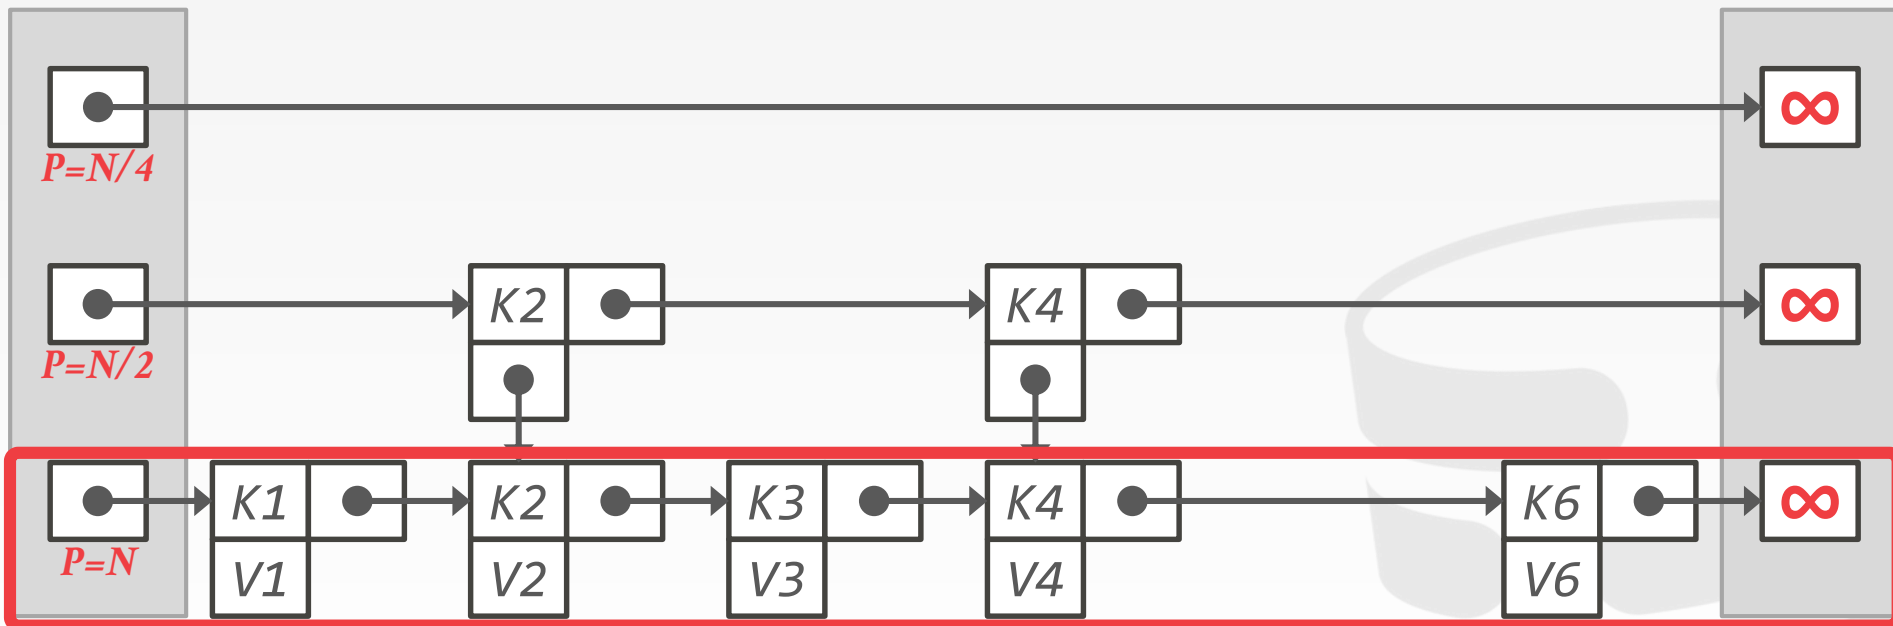 ∞
P=N/4
K2 K4 ∞
P=N/2
K1 K2 K3 K4 K6 ∞
P=N
V1 V2 V3 V4 V6